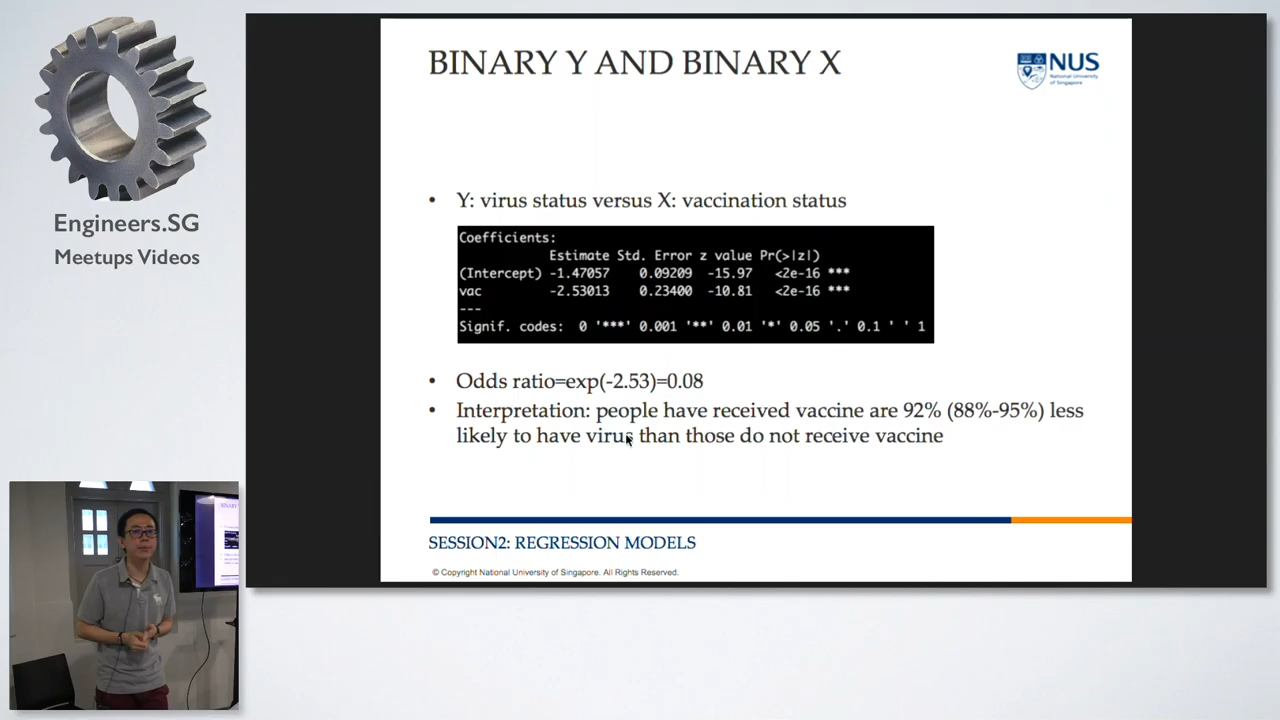 BINARY Y AND BINARY X
NUS
National University
of Singapore
Engineers.SG
Meetups Videos
• Y: virus status versus X: vaccination status
Coefficients:
Estimate Std. Error z value Pr(>|z|)
(Intercept) -1.47057 0.09209 -15.97 <2e-16 ***
vac -2.53013 0.23400 -10.81 <2e-16 ***
---
Signif. codes: 0 '***' 0.001 '**' 0.01 '*' 0.05 '.' 0.1 ' ' 1
• Odds ratio=exp(-2.53)=0.08
• Interpretation: people have received vaccine are 92% (88%-95%) less
likely to have virus than those do not receive vaccine
SESSION2: REGRESSION MODELS
© Copyright National University of Singapore. All Rights Reserved.